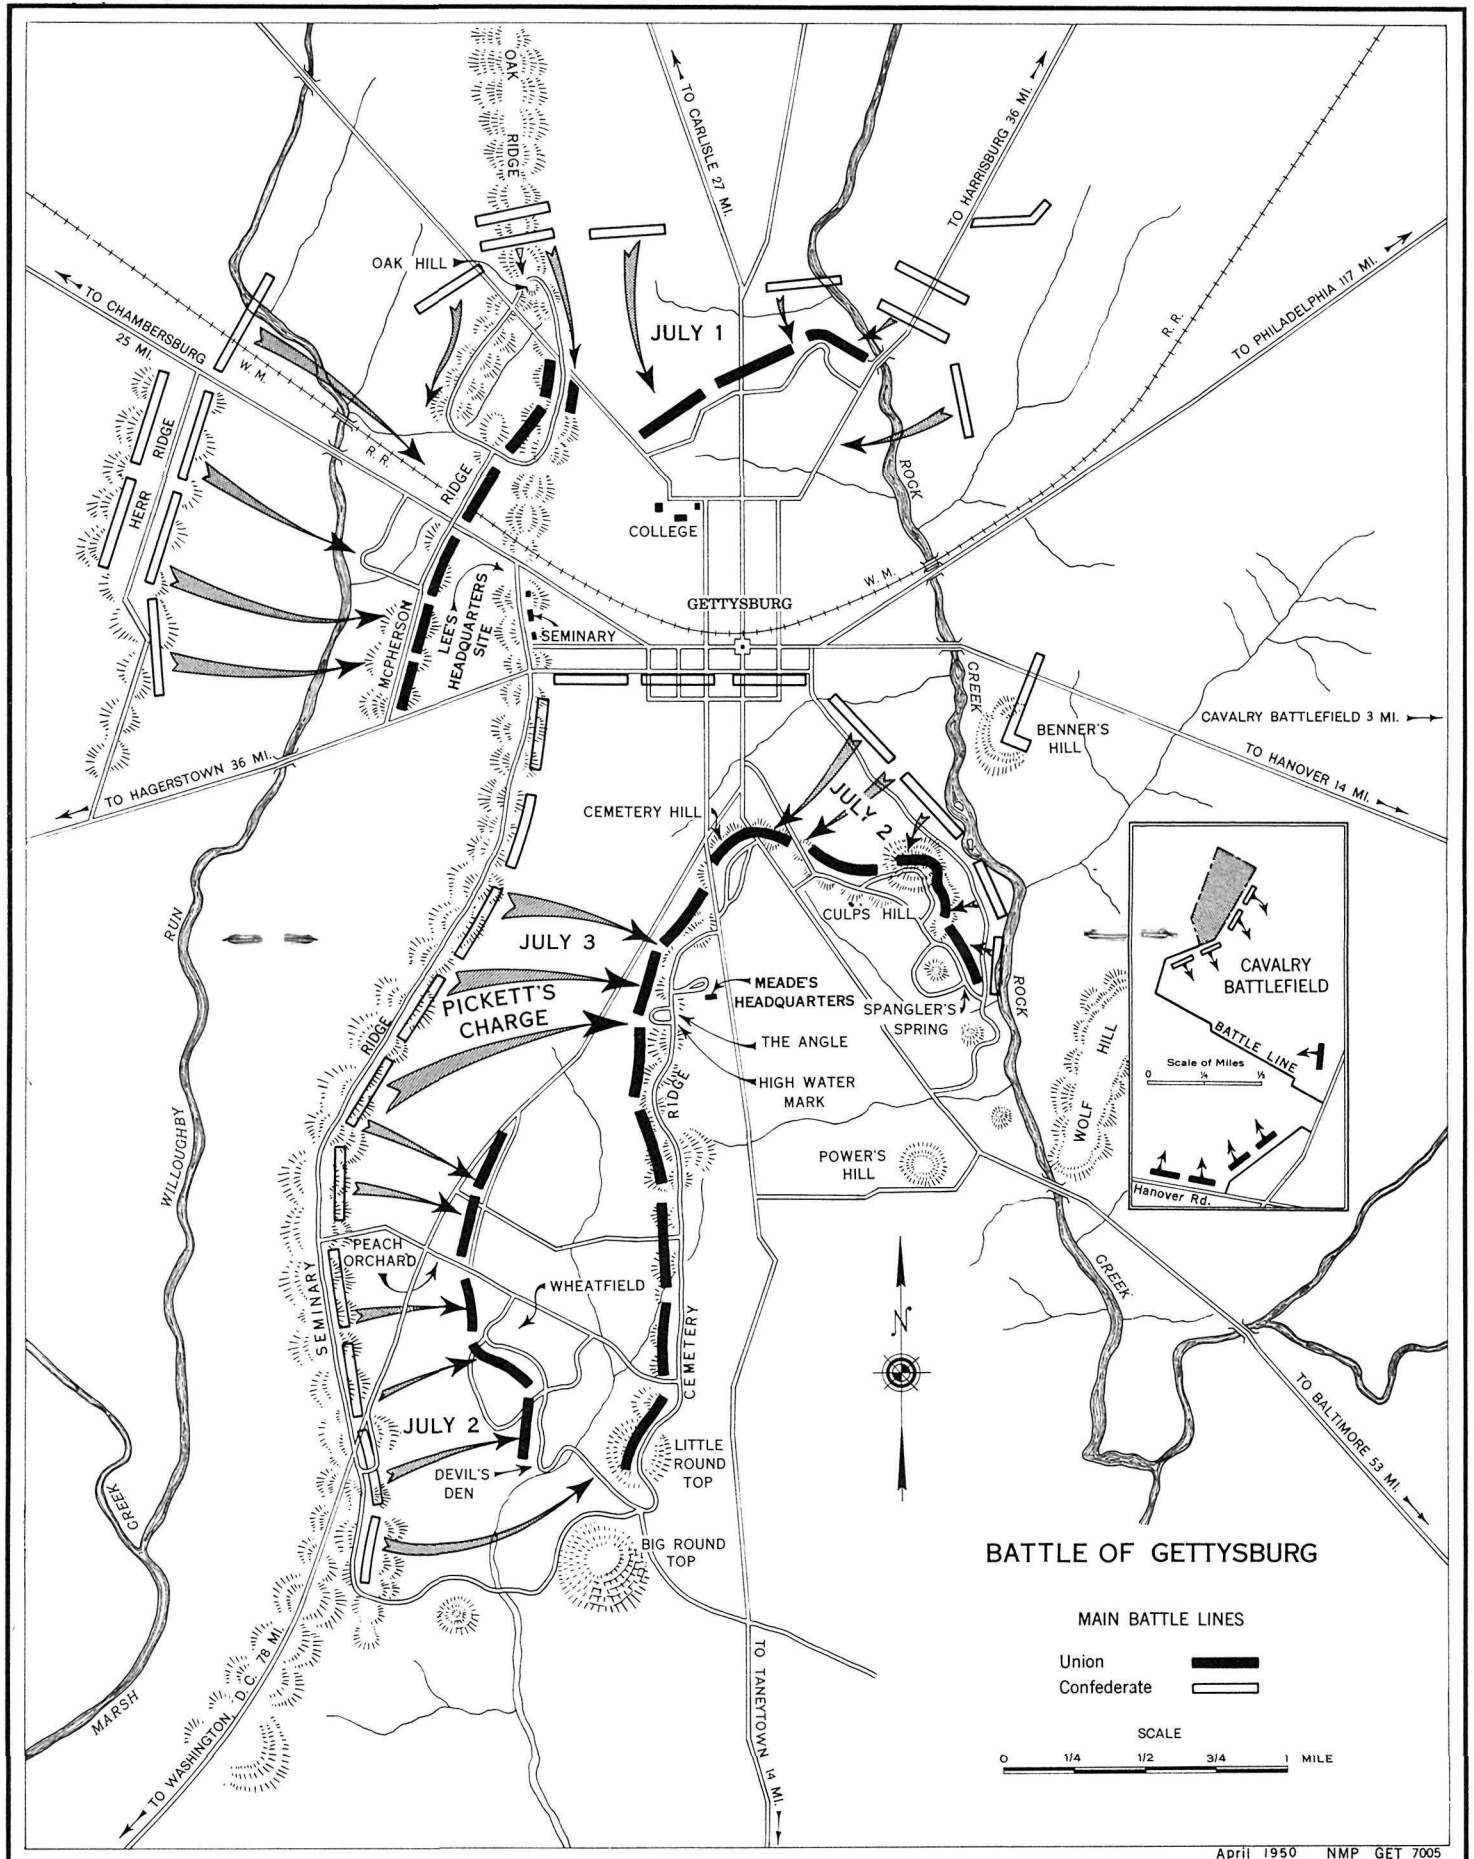 OAK
RIDGE
TO CARLISLE 27 MI.
TO HARRISBURG 36 MI.
OAK HILL
TO CHAMBERSBURG
25 MI.
W. M.
R. R.
JULY 1
TO PHILADELPHIA 117 MI.
R. R.
HERR
RIDGE
RIDGE
MCPHERSON
COLLEGE
ROCK
W. M.
LEE'S
HEADQUARTERS
SITE
GETTYSBURG
SEMINARY
CREEK
BENNER'S
HILL
CAVALRY BATTLEFIELD 3 MI.
TO HANOVER 14 MI.
TO HAGERSTOWN 36 MI.
CEMETERY HILL
JULY 2
CULP'S HILL
RUN
WILLOUGHBY
JULY 3
PICKETT'S
CHARGE
MEADE'S
HEADQUARTERS
SPANGLER'S
SPRING
THE ANGLE
HIGH WATER
MARK
RIDGE
RIDGE
ROCK
WOLF
HILL
CAVALRY
BATTLEFIELD
BATTLE LINE
Scale of Miles
0 1/4 1/2
Hanover Rd.
POWER'S
HILL
PEACH
ORCHARD
WHEATFIELD
SEMINARY
CEMETERY
N
CREEK
TO BALTIMORE 53 MI.
JULY 2
DEVIL'S
DEN
LITTLE
ROUND
TOP
BIG ROUND
TOP
CREEK
MARSH
TO WASHINGTON, D.C. 78 MI.
TO TANEYTOWN 14 MI.
BATTLE OF GETTYSBURG
MAIN BATTLE LINES
Union
Confederate
SCALE
0 1/4 1/2 3/4 1 MILE
April 1950 NMP GET 7005